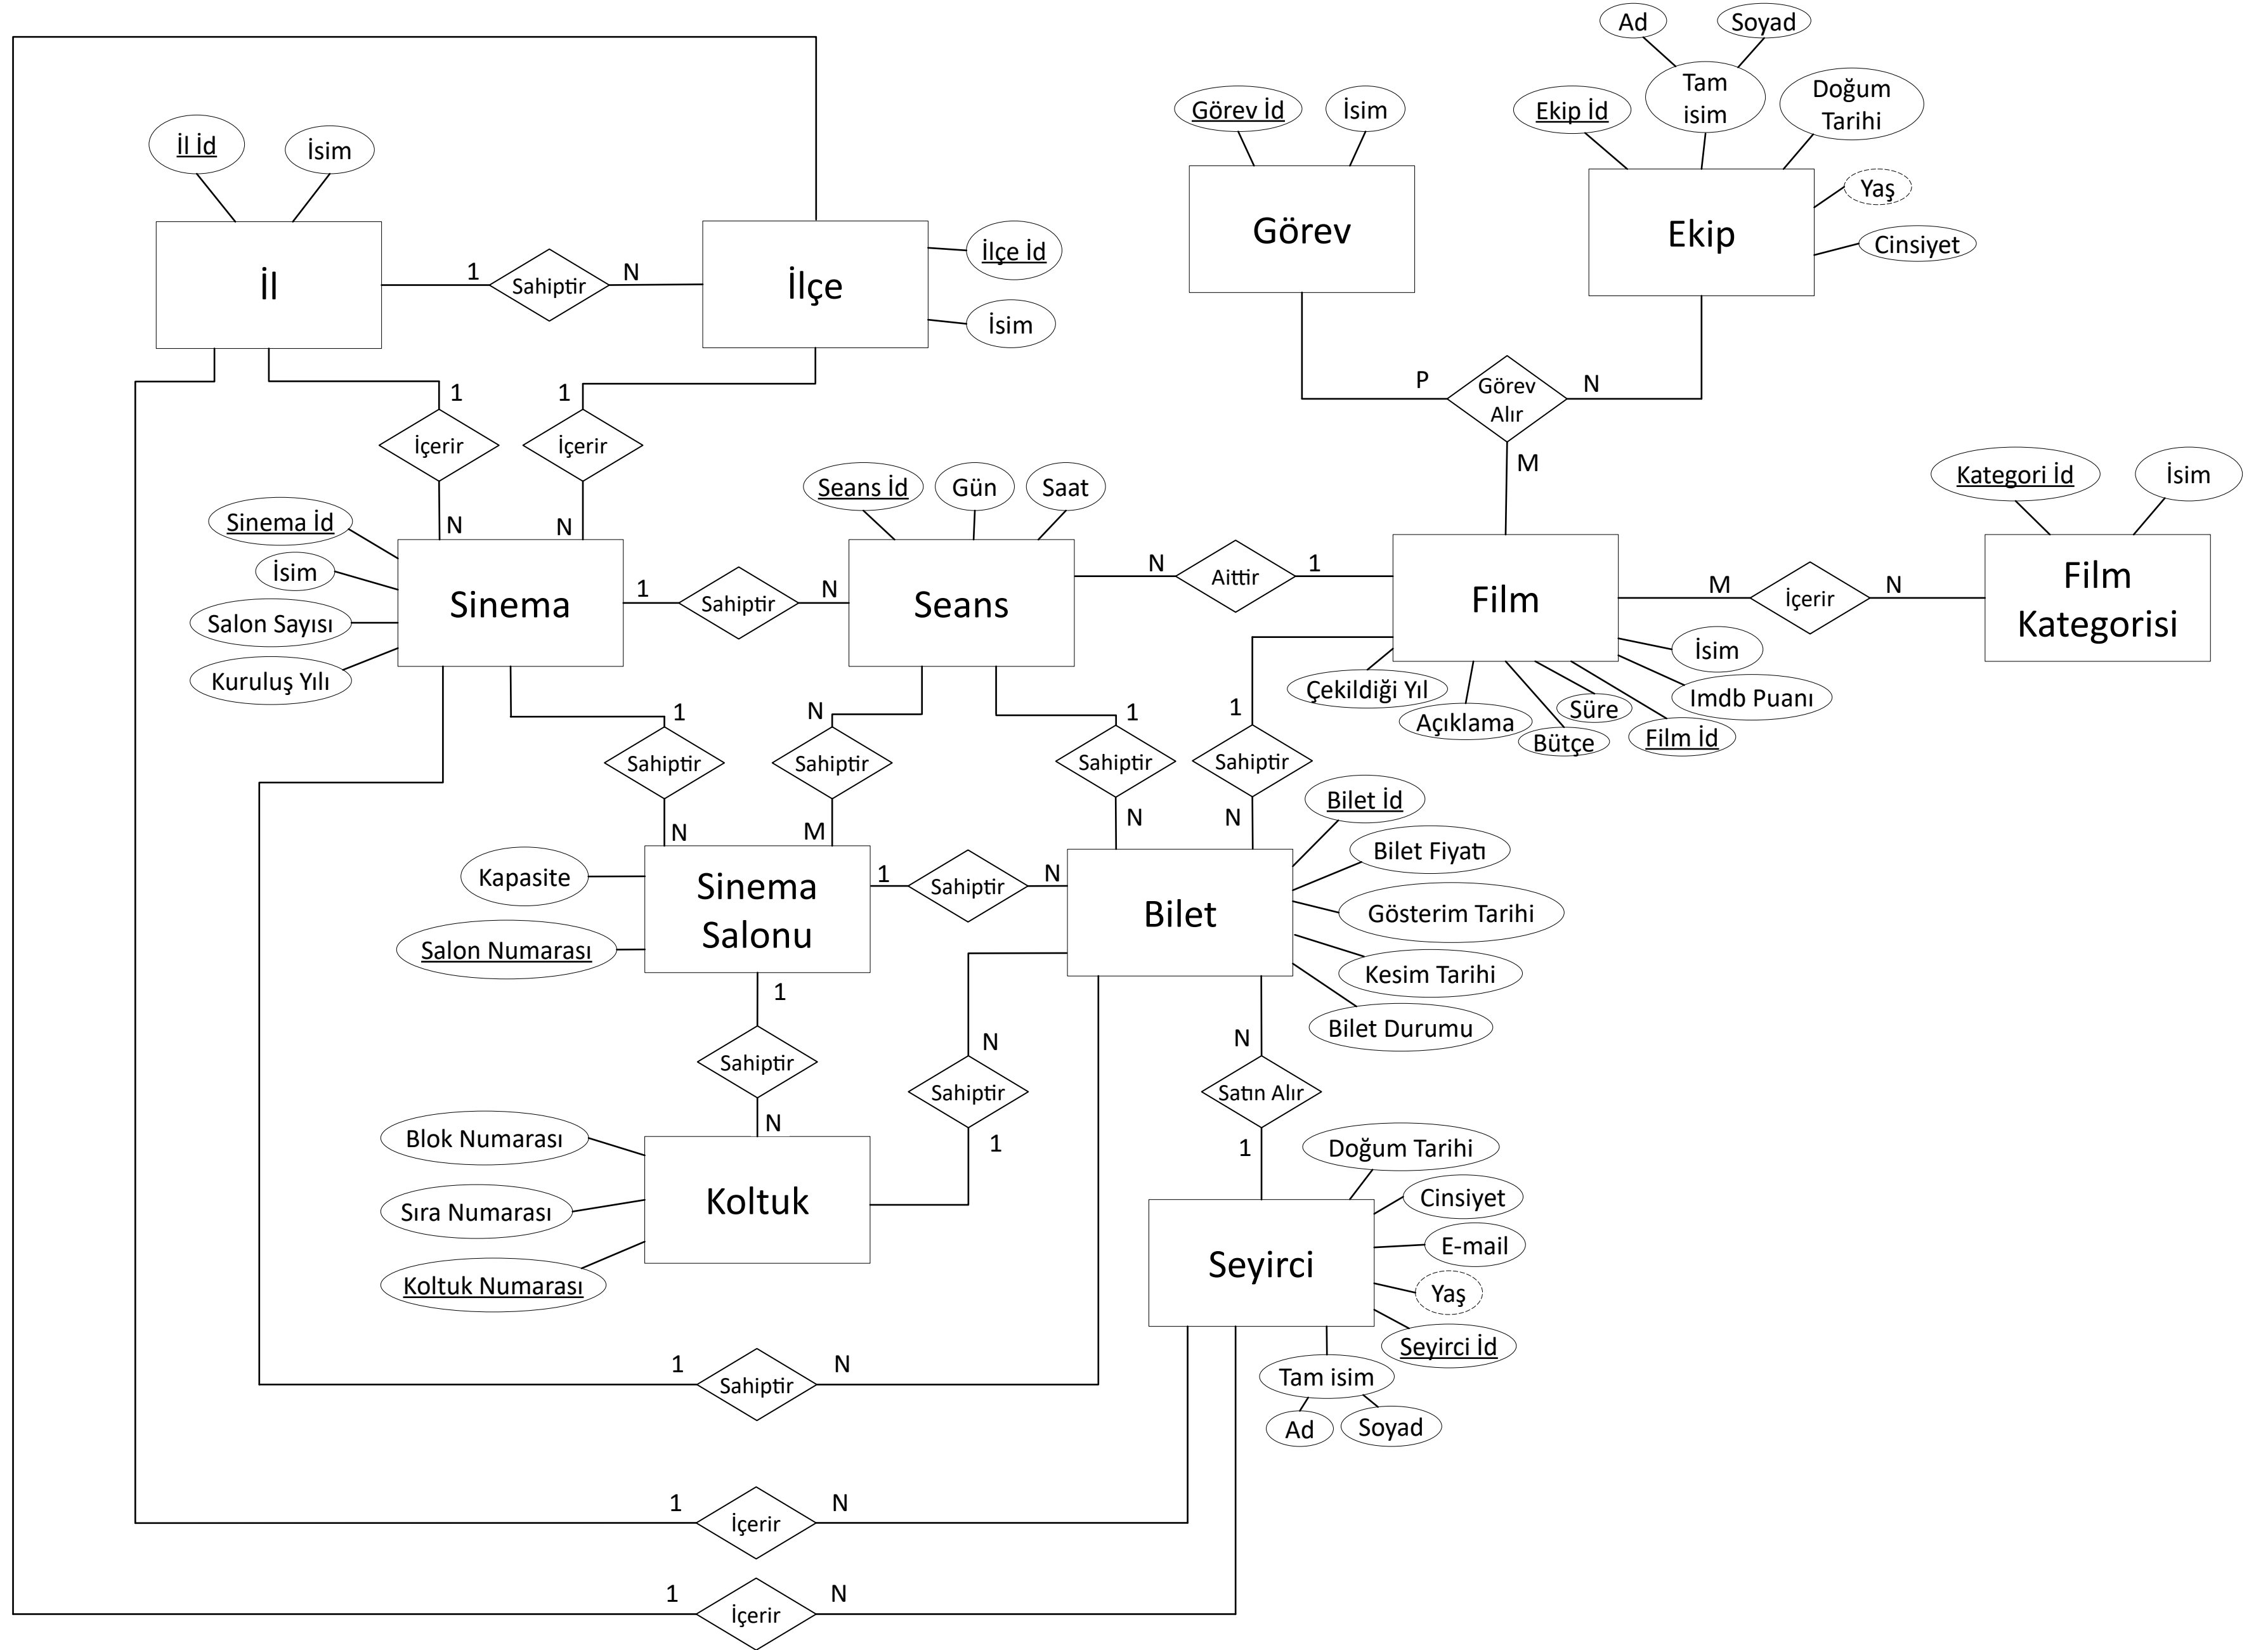 Ad
Soyad
Tam
isim
Doğum
Tarihi
Görev İd
İsim
Ekip İd
Yaş
Cinsiyet
Görev
Ekip
İl İd
İsim
İl
1
Sahiptir
N
İlçe
İlçe İd
İsim
P
Görev
Alır
N
M
1
İçerir
N
1
İçerir
N
Sinema İd
İsim
Salon Sayısı
Kuruluş Yılı
Sinema
1
Sahiptir
N
Seans İd
Gün
Saat
Seans
N
Aittir
1
Film
M
İçerir
N
Kategori İd
İsim
Film
Kategorisi
Çekildiği Yıl
Açıklama
Bütçe
Süre
Film İd
Imdb Puanı
İsim
1
Sahiptir
N
N
Sahiptir
M
1
Sahiptir
N
1
Sahiptir
N
Kapasite
Salon Numarası
Sinema
Salonu
1
Sahiptir
N
Bilet
Bilet İd
Bilet Fiyatı
Gösterim Tarihi
Kesim Tarihi
Bilet Durumu
1
Sahiptir
N
N
Sahiptir
1
N
Satın Alır
1
Blok Numarası
Sıra Numarası
Koltuk Numarası
Koltuk
Seyirci
Doğum Tarihi
Cinsiyet
E-mail
Yaş
Seyirci İd
Tam isim
Ad
Soyad
1
Sahiptir
N
1
İçerir
N
1
İçerir
N